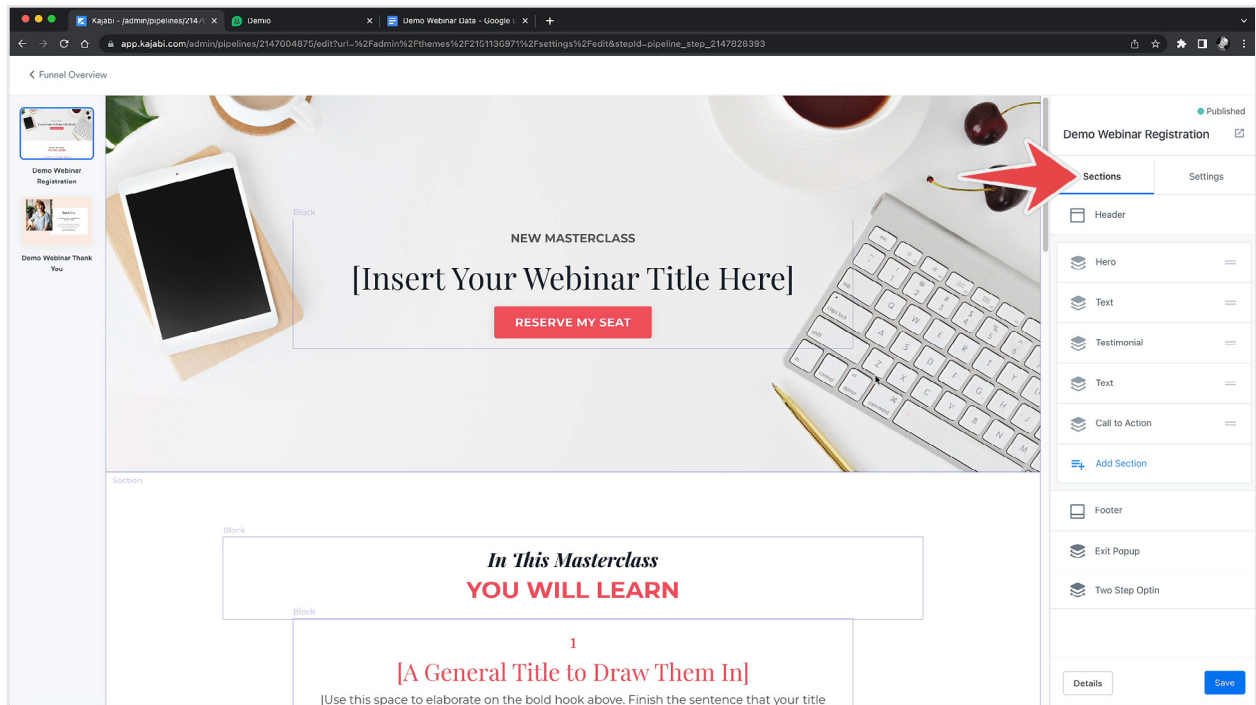 Kajabi - /admin/pipelines/2147
Demio
Demo Webinar Data - Google
app.kajabi.com/admin/pipelines/2147604875/edit?url=%2Fadmin%2Fthemes%2F2151130971%2Fsettings%2Fedit&stepId=pipeline_step_2147828393
Funnel Overview
Demo Webinar
Registration
Demo Webinar Thank
You
Block
NEW MASTERCLASS
[Insert Your Webinar Title Here]
RESERVE MY SEAT
Section
Block
In This Masterclass
YOU WILL LEARN
Block
1
[A General Title to Draw Them In]
[Use this space to elaborate on the bold hook above. Finish the sentence that your title
Published
Demo Webinar Registration
Sections
Settings
Header
Hero
Text
Testimonial
Text
Call to Action
Add Section
Footer
Exit Popup
Two Step Optin
Details
Save